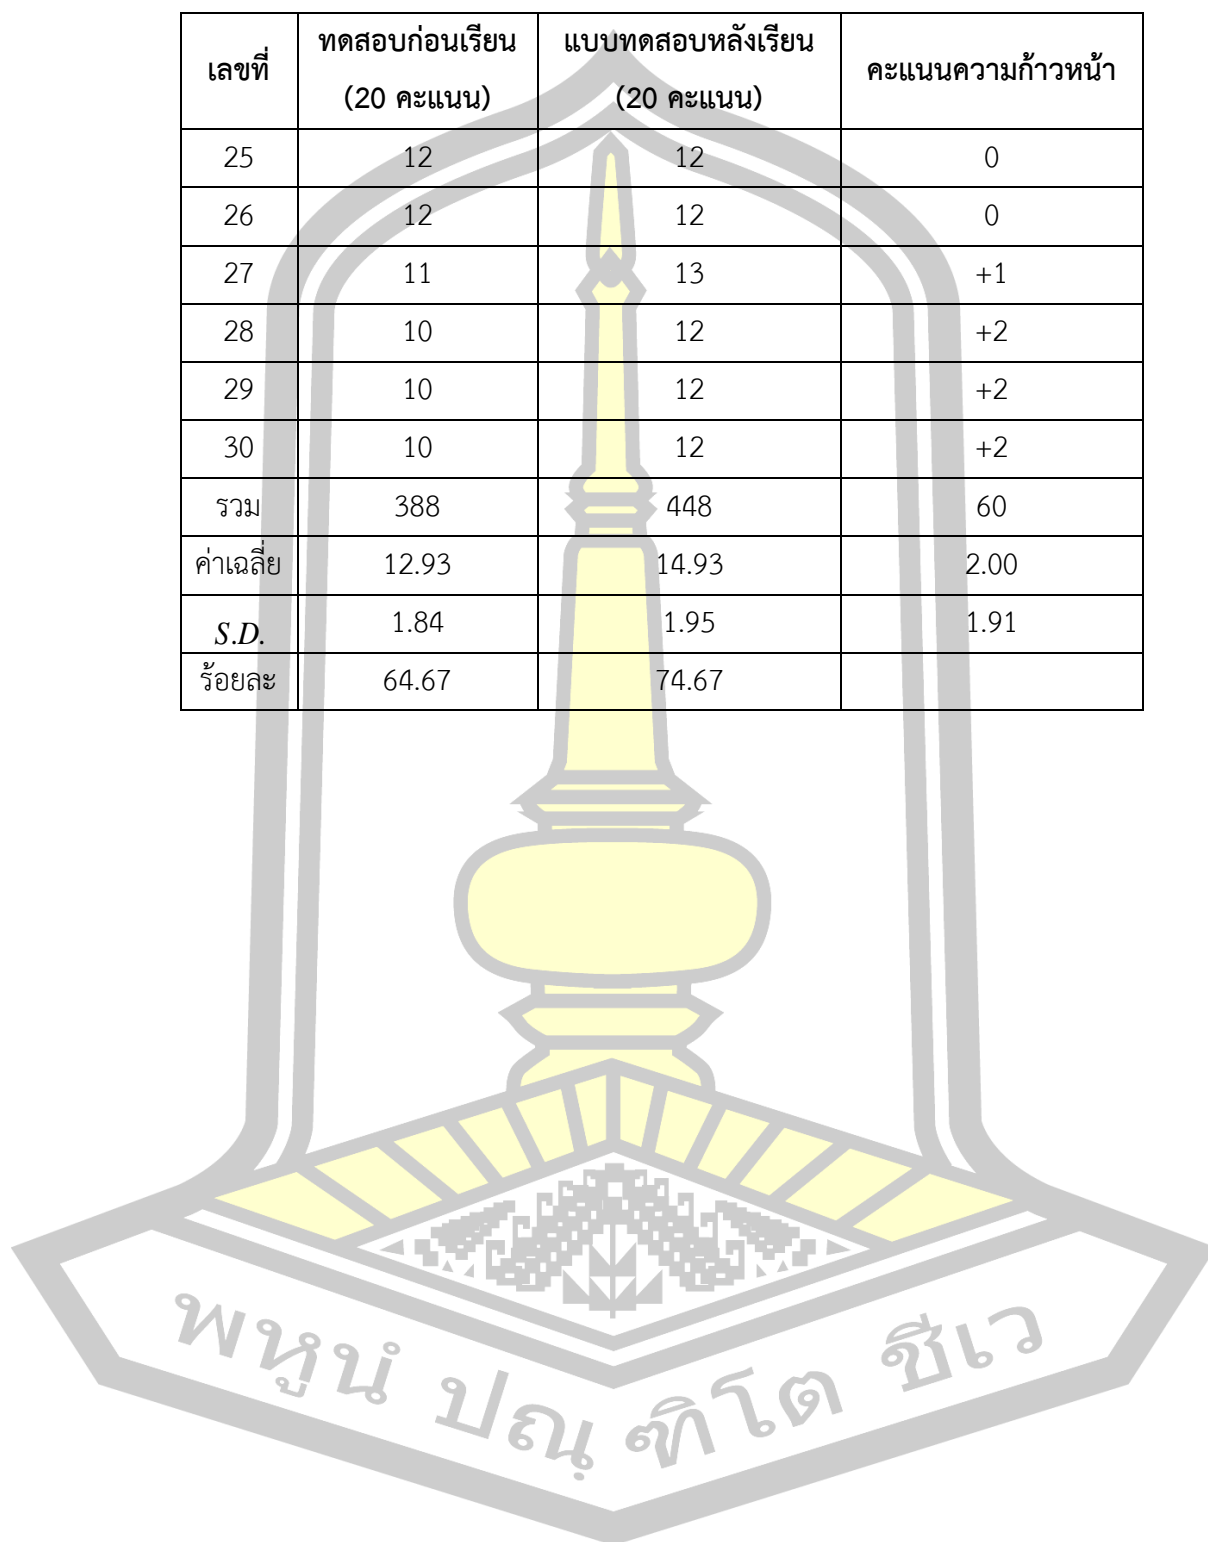 เลขที่ ทดสอบก่อนเรียน (20 คะแนน) แบบทดสอบหลังเรียน (20 คะแนน) คะแนนความก้าวหน้า
25 12 12 0
26 12 12 0
27 11 13 +1
28 10 12 +2
29 10 12 +2
30 10 12 +2
รวม 388 448 60
ค่าเฉลี่ย 12.93 14.93 2.00
S.D. 1.84 1.95 1.91
ร้อยละ 64.67 74.67
พหูนํ ปณฺฑิโต ชีเว